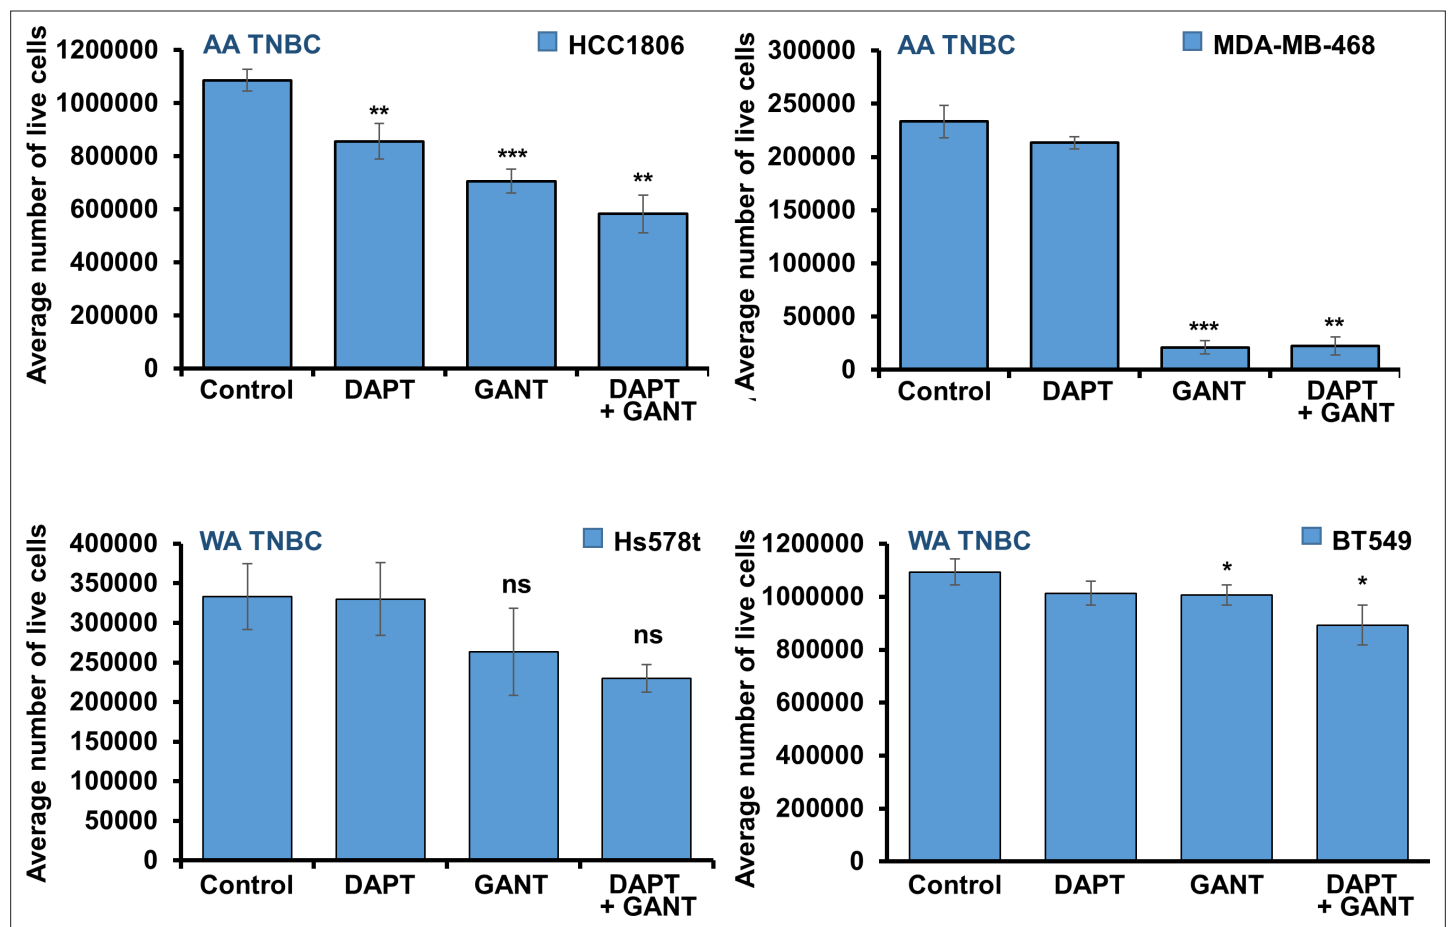 AA TNBC
HCC1806
Average number of live cells
1200000
1000000
800000
600000
400000
200000
0
**
***
**
Control
DAPT
GANT
DAPT
+ GANT
AA TNBC
MDA-MB-468
Average number of live cells
300000
250000
200000
150000
100000
50000
0
***
**
Control
DAPT
GANT
DAPT
+ GANT
WA TNBC
Hs578t
Average number of live cells
400000
350000
300000
250000
200000
150000
100000
50000
0
ns
ns
Control
DAPT
GANT
DAPT
+ GANT
WA TNBC
BT549
Average number of live cells
1200000
1000000
800000
600000
400000
200000
0
*
*
Control
DAPT
GANT
DAPT
+ GANT